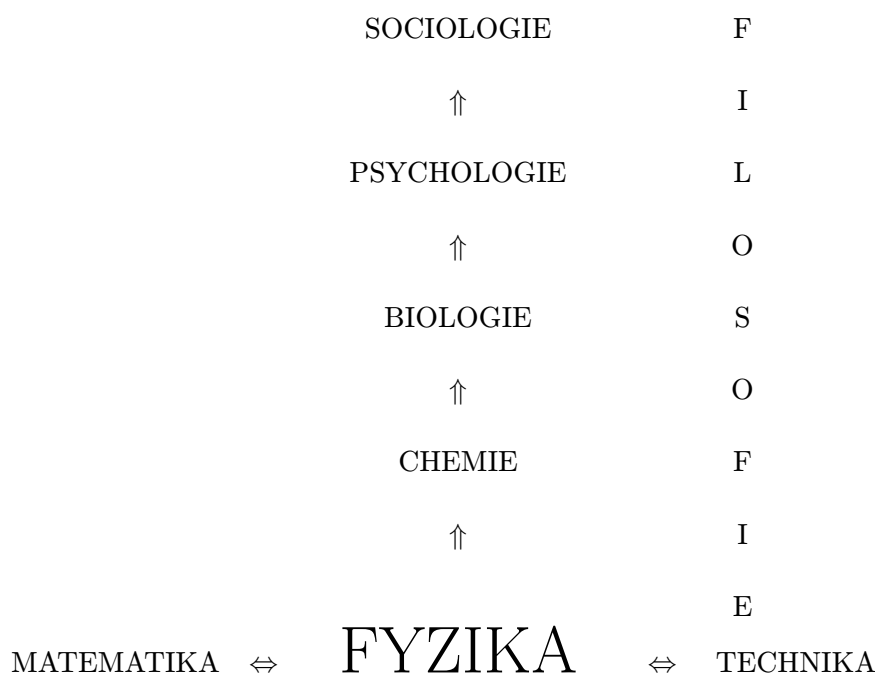 SOCIOLOGIE F
⇑ I
PSYCHOLOGIE L
⇑ O
BIOLOGIE S
⇑ O
CHEMIE F
⇑ I
E
MATEMATIKA ⇔ FYZIKA ⇔ TECHNIKA